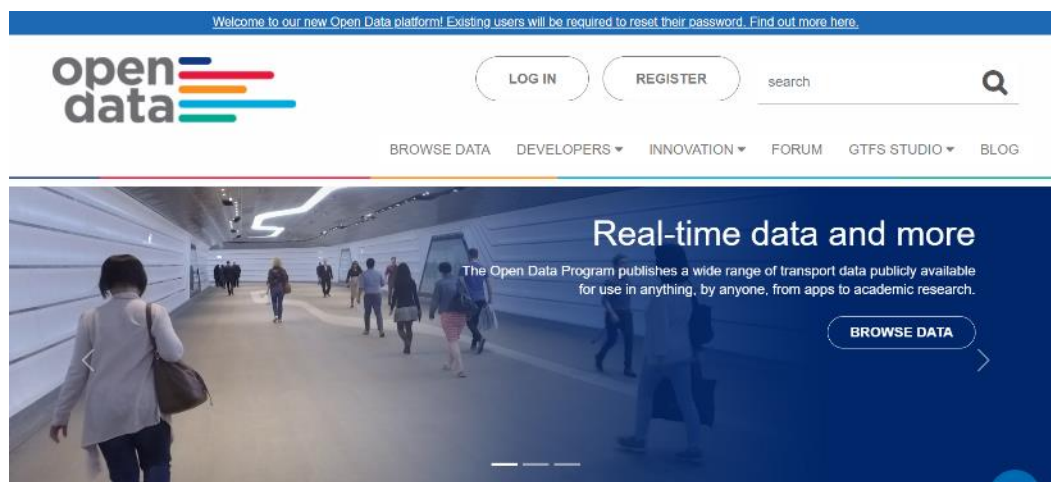 Welcome to our new Open Data platform! Existing users will be required to reset their password. Find out more here.
open
data
LOG IN
REGISTER
search
BROWSE DATA
DEVELOPERS
INNOVATION
FORUM
GTFS STUDIO
BLOG
Real-time data and more
The Open Data Program publishes a wide range of transport data publicly available
for use in anything, by anyone, from apps to academic research.
BROWSE DATA